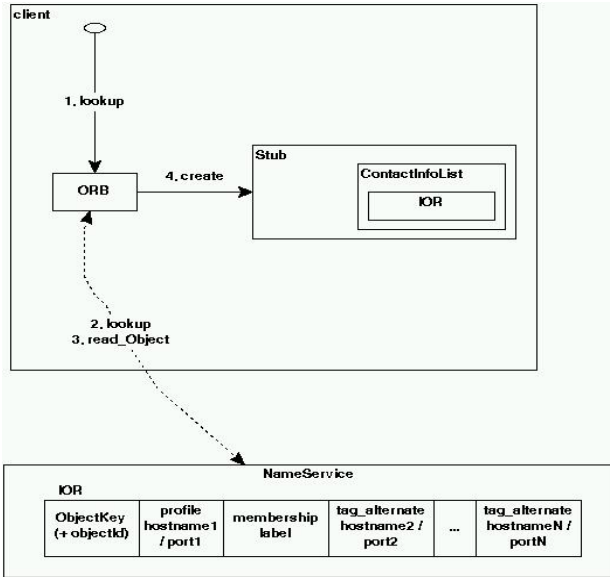 client
1. lookup
ORB
4. create
Stub
ContactInfoList
IOR
2. lookup
3. read_Object
NameService
IOR
ObjectKey
(+ objectId)
profile
hostname1
/ port1
membership
label
tag_alternate
hostname2 /
port2
...
tag_alternate
hostnameN /
portN